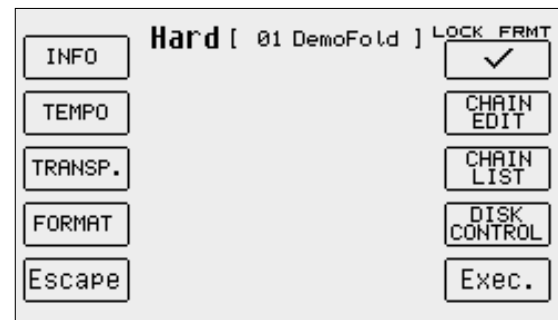 Hard [ 01 DemoFold ] LOCK FRMT
INFO
TEMPO
CHAIN
EDIT
TRANSP.
CHAIN
LIST
FORMAT
DISK
CONTROL
Escape
Exec.